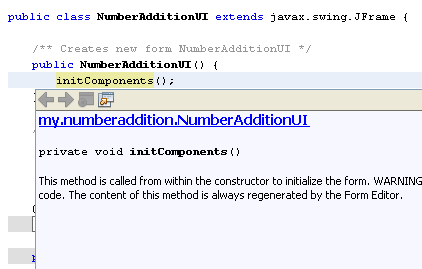 public class NumberAdditionUI extends javax.swing.JFrame {
/** Creates new form NumberAdditionUI */
public NumberAdditionUI() {
initComponents();
my.numberaddition.NumberAdditionUI
private void initComponents()
This method is called from within the constructor to initialize the form. WARNING
code. The content of this method is always regenerated by the Form Editor.